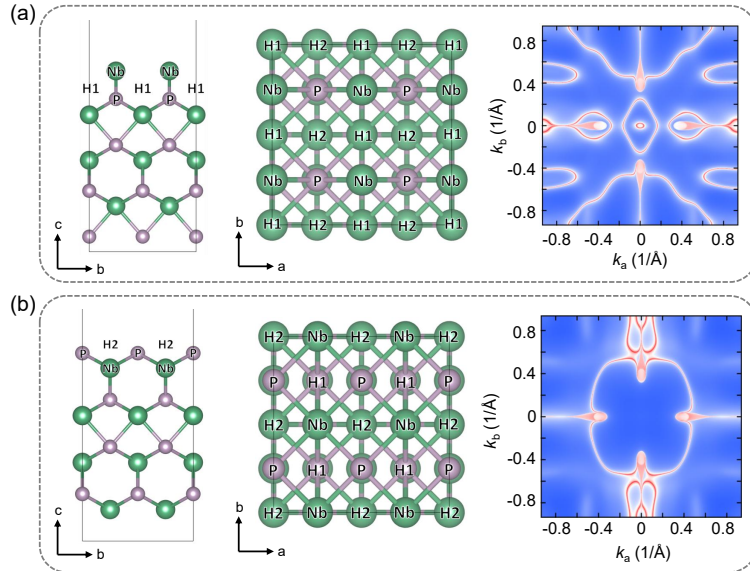 (a)
Nb Nb
H1 H1 H1
P P
c
b
H1 H2 H1 H2 H1
Nb P Nb P Nb
H1 H2 H1 H2 H1
Nb P Nb P Nb
H1 H2 H1 H2 H1
b
a
0.8
0.4
0
-0.4
-0.8
kb (1/Å)
-0.8 -0.4 0 0.4 0.8
ka (1/Å)
(b)
H2 H2
P P P
Nb Nb
c
b
H2 Nb H2 Nb H2
P H1 P H1 P
H2 Nb H2 Nb H2
P H1 P H1 P
H2 Nb H2 Nb H2
b
a
0.8
0.4
0
-0.4
-0.8
kb (1/Å)
-0.8 -0.4 0 0.4 0.8
ka (1/Å)